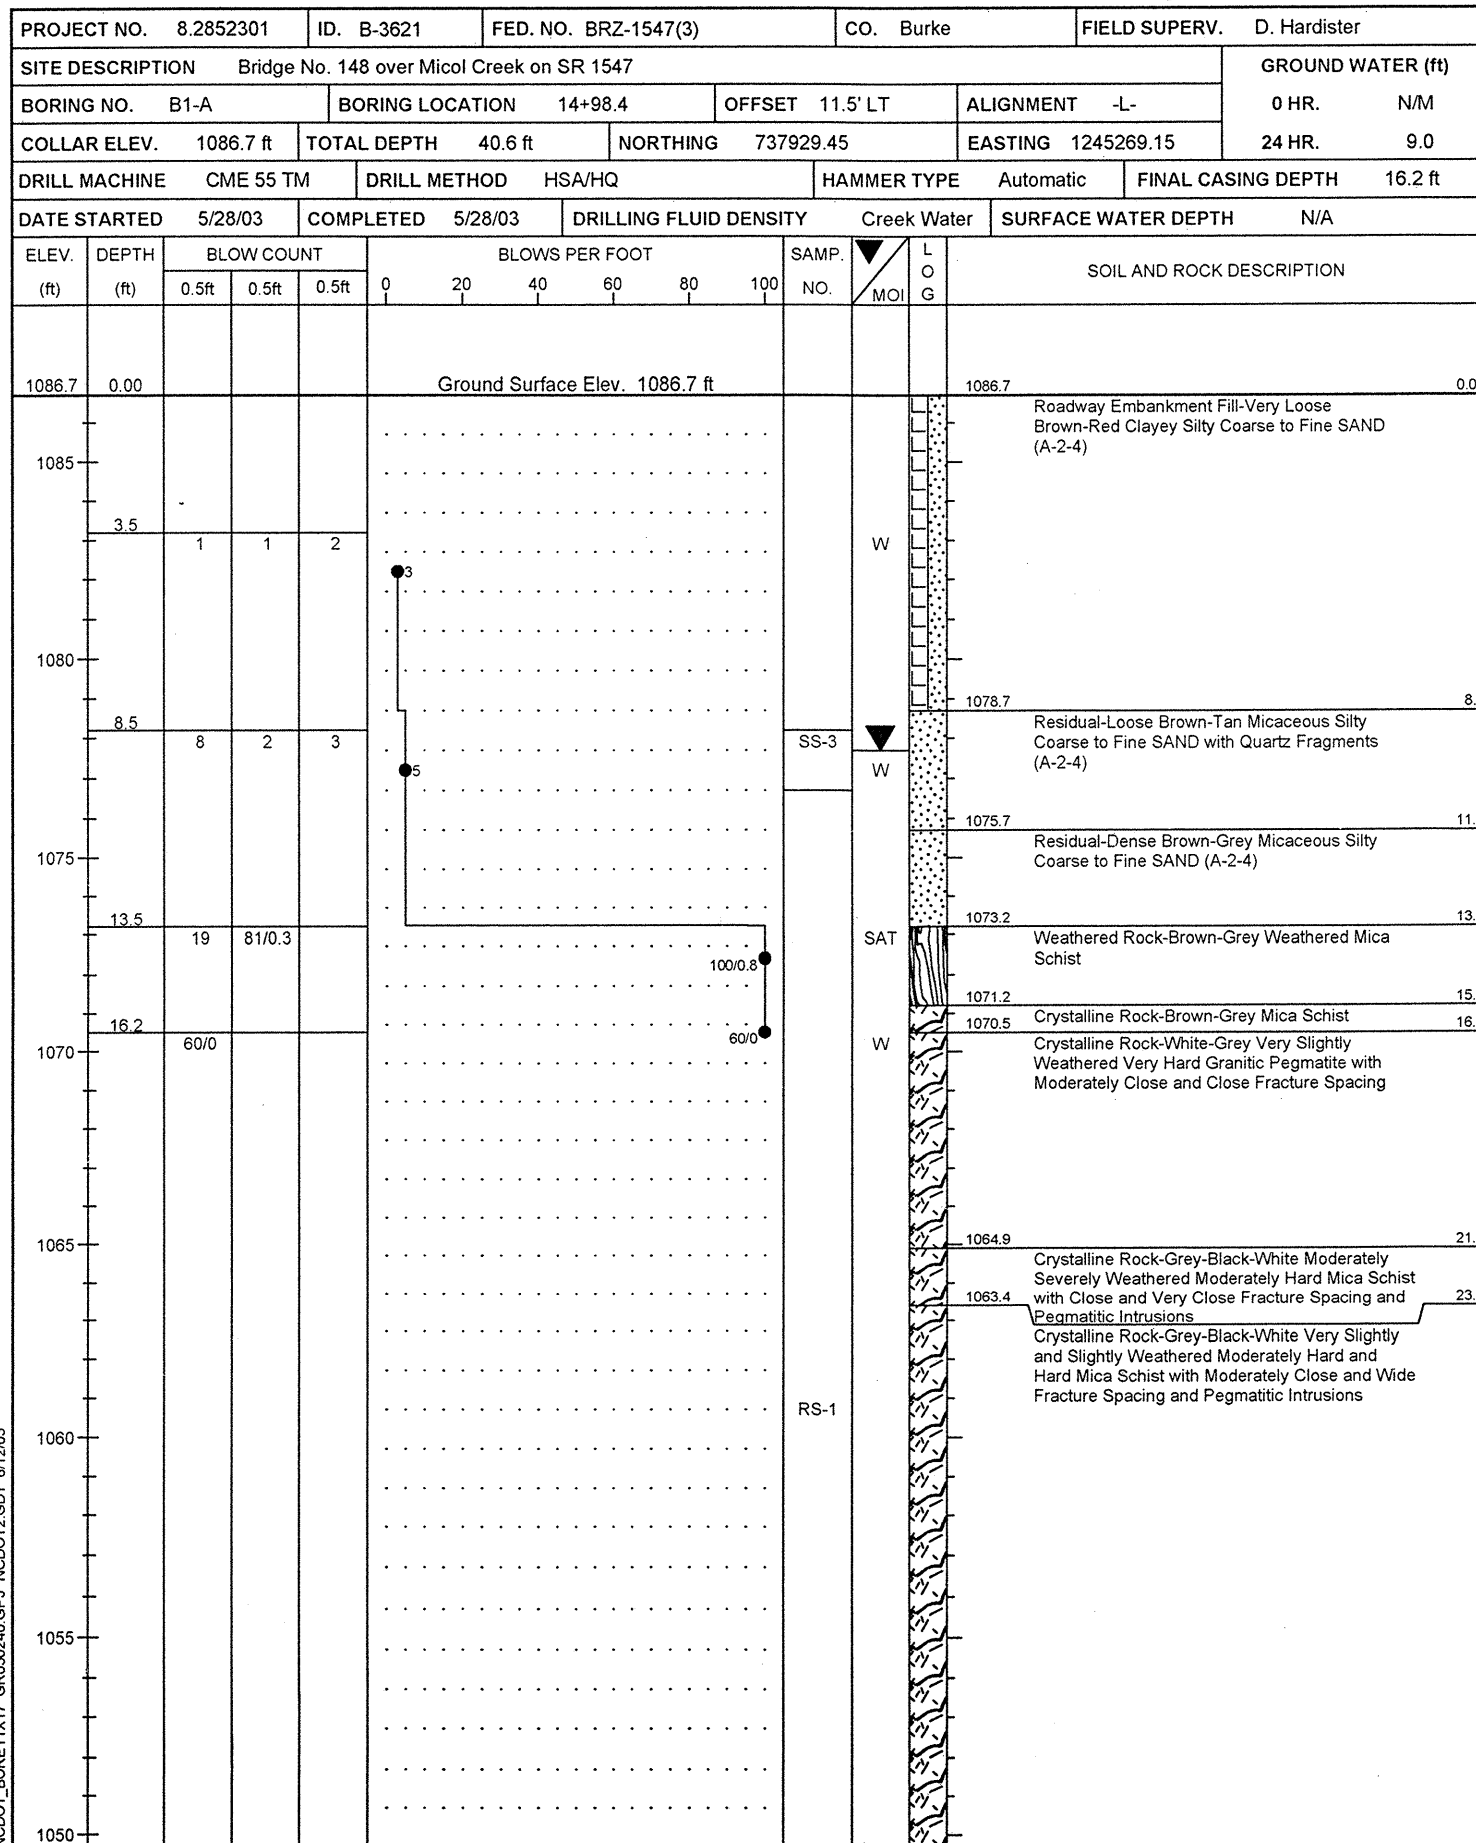 PROJECT NO. 8.2852301 ID. B-3621 FED. NO. BRZ-1547(3) CO. Burke FIELD SUPERV. D. Hardister
SITE DESCRIPTION Bridge No. 148 over Micol Creek on SR 1547 GROUND WATER (ft)
BORING NO. B1-A BORING LOCATION 14+98.4 OFFSET 11.5' LT ALIGNMENT -L- 0 HR. N/M
COLLAR ELEV. 1086.7 ft TOTAL DEPTH 40.6 ft NORTHING 737929.45 EASTING 1245269.15 24 HR. 9.0
DRILL MACHINE CME 55 TM DRILL METHOD HSA/HQ HAMMER TYPE Automatic FINAL CASING DEPTH 16.2 ft
DATE STARTED 5/28/03 COMPLETED 5/28/03 DRILLING FLUID DENSITY Creek Water SURFACE WATER DEPTH N/A
ELEV. DEPTH BLOW COUNT BLOWS PER FOOT SAMP. L
O SOIL AND ROCK DESCRIPTION
(ft) (ft) 0.5ft 0.5ft 0.5ft 0 20 40 60 80 100 NO. MOI G
1086.7 0.00 Ground Surface Elev. 1086.7 ft 1086.7 0.0
Roadway Embankment Fill-Very Loose
Brown-Red Clayey Silty Coarse to Fine SAND
(A-2-4)
1085
3.5
1 1 2 W
3
1080
1078.7 8.
8.5
Residual-Loose Brown-Tan Micaceous Silty
8 2 3 SS-3 Coarse to Fine SAND with Quartz Fragments
5 W (A-2-4)
1075.7 11.
Residual-Dense Brown-Grey Micaceous Silty
1075 Coarse to Fine SAND (A-2-4)
13.5 1073.2 13.
19 81/0.3 SAT Weathered Rock-Brown-Grey Weathered Mica
Schist
100/0.8
1071.2 15.
Crystalline Rock-Brown-Grey Mica Schist
16.2 1070.5 16.
60/0
60/0 W Crystalline Rock-White-Grey Very Slightly
1070 Weathered Very Hard Granitic Pegmatite with
Moderately Close and Close Fracture Spacing
1065 1064.9 21.
Crystalline Rock-Grey-Black-White Moderately
Severely Weathered Moderately Hard Mica Schist
1063.4 with Close and Very Close Fracture Spacing and 23.
Pegmatitic Intrusions
Crystalline Rock-Grey-Black-White Very Slightly
and Slightly Weathered Moderately Hard and
Hard Mica Schist with Moderately Close and Wide
Fracture Spacing and Pegmatitic Intrusions
RS-1
1060
1055
1050